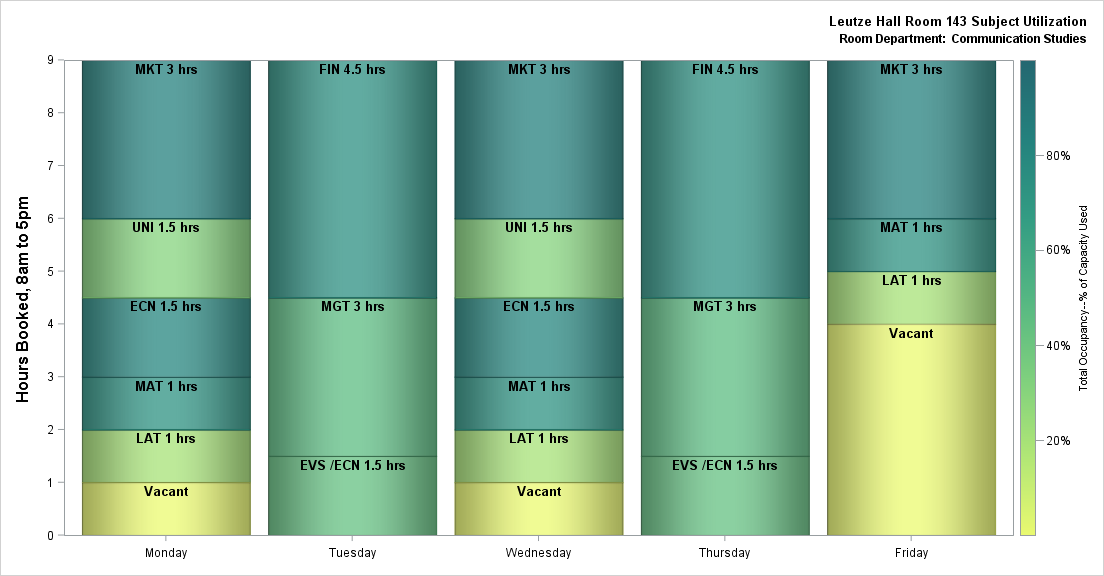 Leutze Hall Room 143 Subject Utilization
Room Department: Communication Studies
Hours Booked, 8am to 5pm
9
8
7
6
5
4
3
2
1
0
MKT 3 hrs
UNI 1.5 hrs
ECN 1.5 hrs
MAT 1 hrs
LAT 1 hrs
Vacant
Monday
FIN 4.5 hrs
MGT 3 hrs
EVS /ECN 1.5 hrs
Tuesday
MKT 3 hrs
UNI 1.5 hrs
ECN 1.5 hrs
MAT 1 hrs
LAT 1 hrs
Vacant
Wednesday
FIN 4.5 hrs
MGT 3 hrs
EVS /ECN 1.5 hrs
Thursday
MKT 3 hrs
MAT 1 hrs
LAT 1 hrs
Vacant
Friday
80%
60%
40%
20%
Total Occupancy--% of Capacity Used